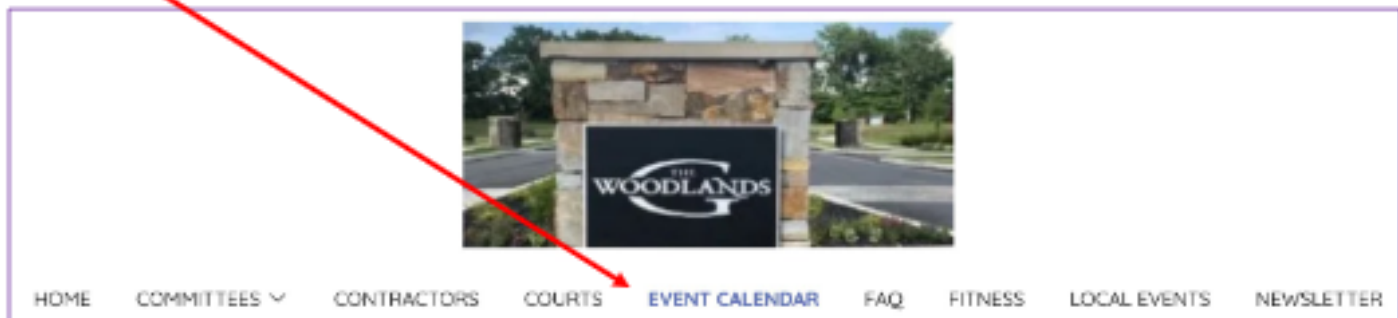 THE
WOODLANDS
G
HOME COMMITTEES CONTRACTORS COURTS EVENT CALENDAR FAQ FITNESS LOCAL EVENTS NEWSLETTER